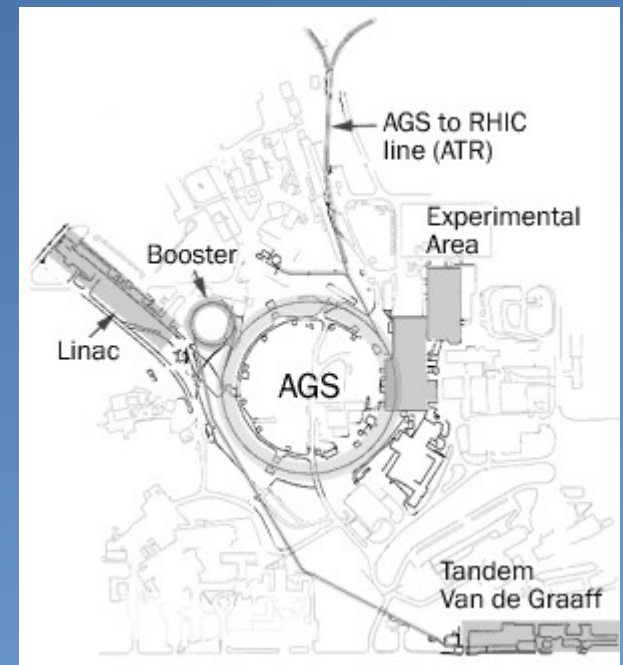 AGS to RHIC
line (ATR)
Experimental
Area
Booster
Linac
AGS
Tandem
Van de Graaff